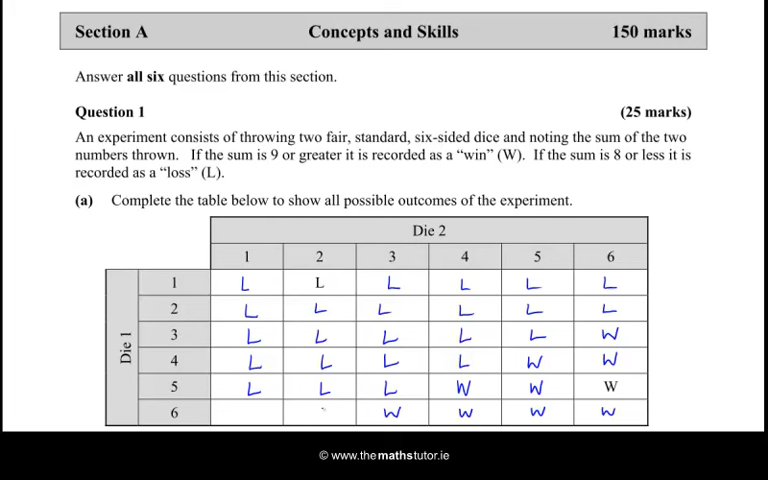 Section A Concepts and Skills 150 marks
Answer all six questions from this section.
Question 1 (25 marks)
An experiment consists of throwing two fair, standard, six-sided dice and noting the sum of the two
numbers thrown. If the sum is 9 or greater it is recorded as a “win” (W). If the sum is 8 or less it is
recorded as a “loss” (L).
(a) Complete the table below to show all possible outcomes of the experiment.
Die 2
1 2 3 4 5 6
Die 1
1 L L L L L L
2 L L L L L L
3 L L L L L W
4 L L L L W W
5 L L L W W W
6 W W W W
© www.themathstutor.ie